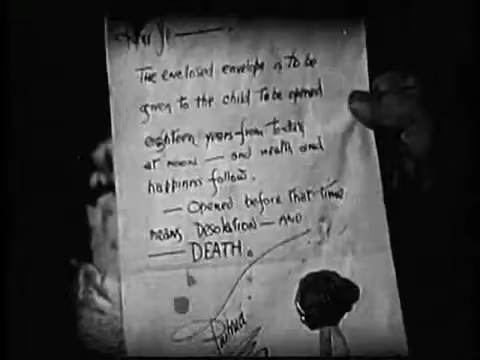 The enclosed envelope is to be
given to the child to be opened
eighteen years from today
at noon — and wealth and
happiness follow.
— Opened before that time
means Desolation — AND
— DEATH.